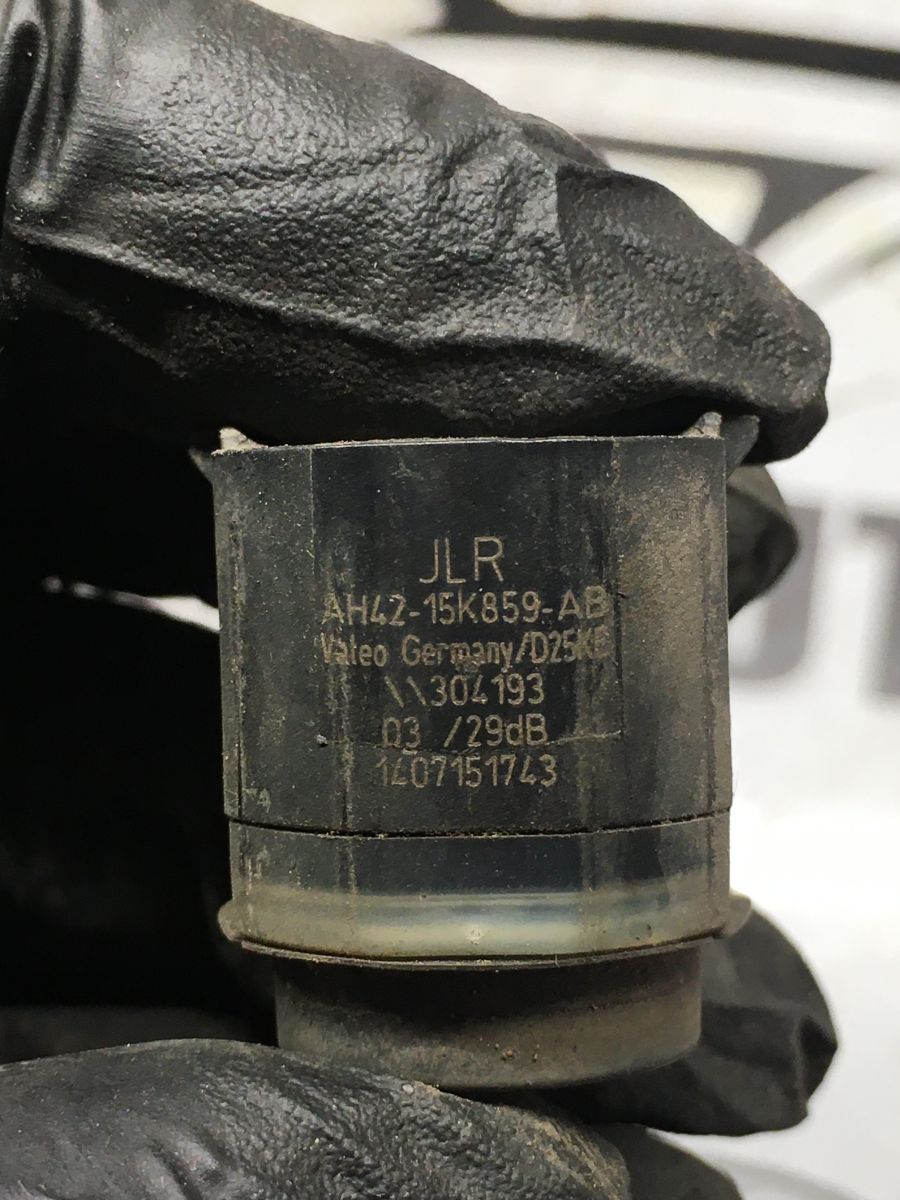 JLR
AH42-15K859-AB
Valeo Germany/D25KE
\\304193
03 /29dB
1407151743